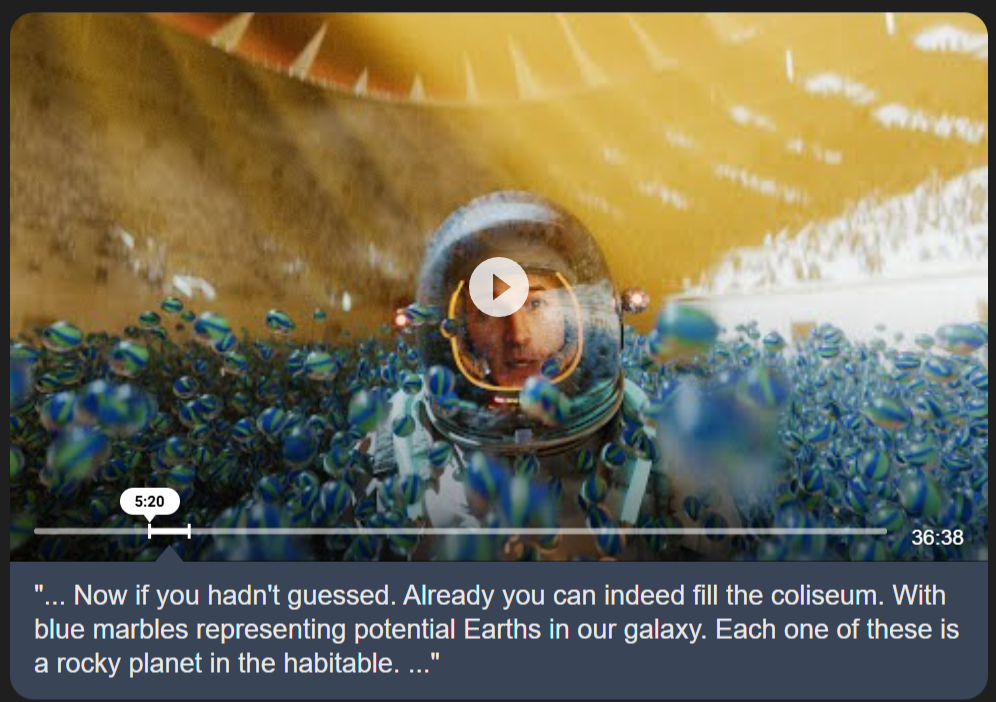 5:20
36:38
"... Now if you hadn't guessed. Already you can indeed fill the coliseum. With
blue marbles representing potential Earths in our galaxy. Each one of these is
a rocky planet in the habitable. ..."